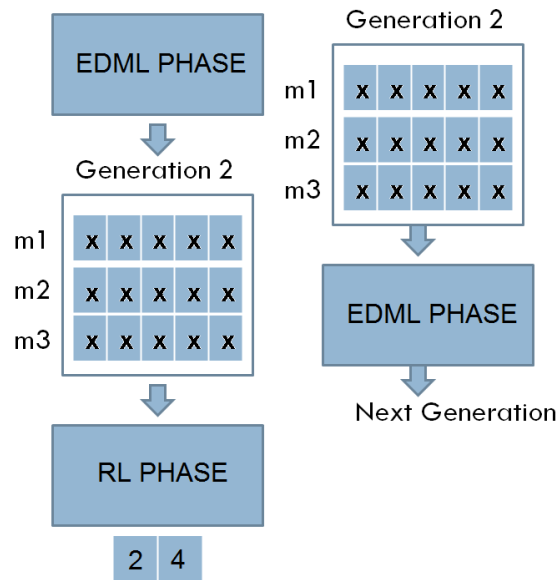 EDML PHASE
Generation 2
m1 x x x x x
m2 x x x x x
m3 x x x x x
RL PHASE
2 4
Generation 2
m1 x x x x x
m2 x x x x x
m3 x x x x x
EDML PHASE
Next Generation